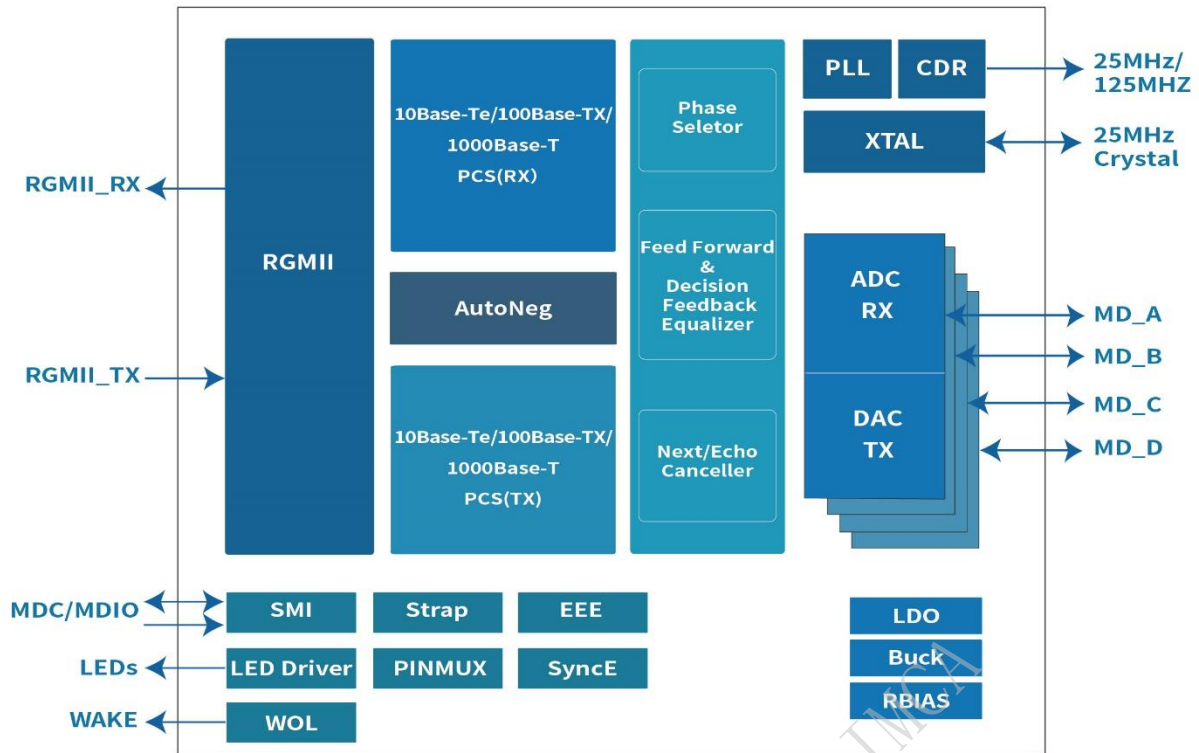 RGMII_RX
RGMII_TX
RGMII
10Base-Te/100Base-TX/
1000Base-T
PCS(RX)
AutoNeg
10Base-Te/100Base-TX/
1000Base-T
PCS(TX)
Phase
Seletor
Feed Forward
&
Decision
Feedback
Equalizer
Next/Echo
Canceller
PLL
CDR
25MHz/
125MHZ
XTAL
25MHz
Crystal
ADC
RX
DAC
TX
MD_A
MD_B
MD_C
MD_D
MDC/MDIO
SMI
Strap
EEE
LEDs
LED Driver
PINMUX
SyncE
WAKE
WOL
LDO
Buck
RBIAS